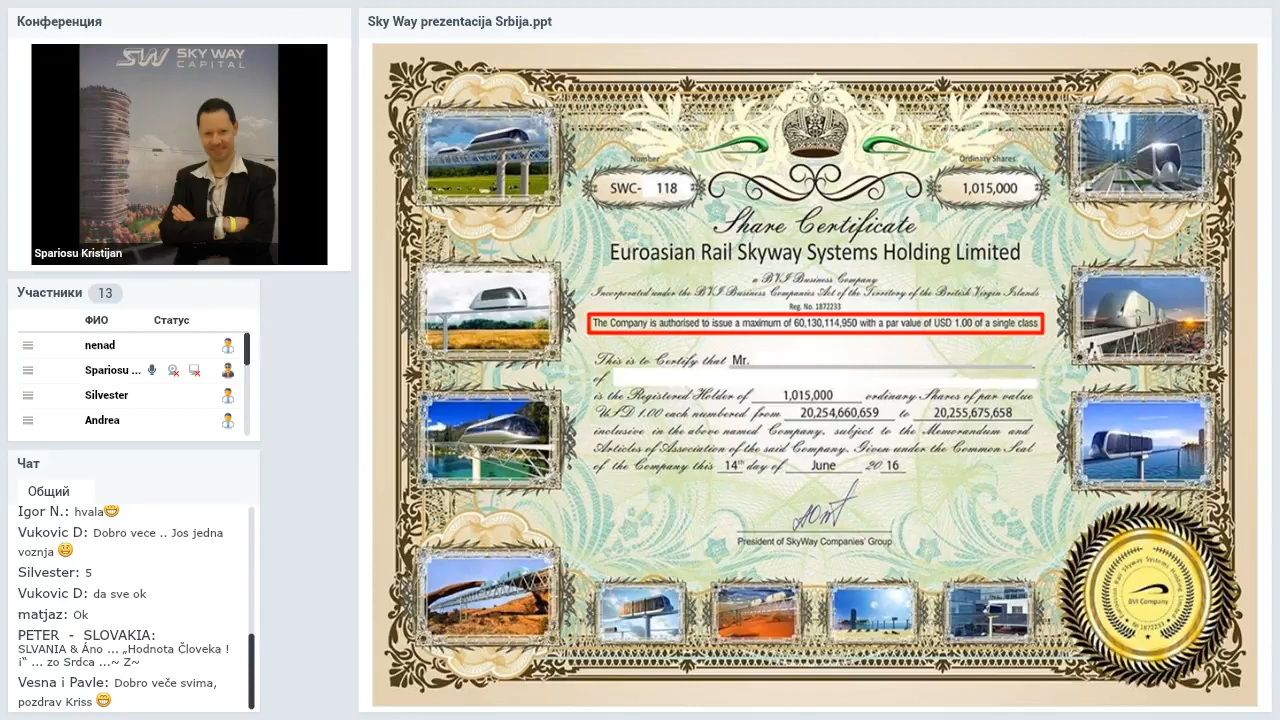 Конференция
SKY WAY
CAPITAL
Spariosu Kristijan
Участники 13
ФИО Статус
nenad
Spariosu ...
Silvester
Andrea
Чат
Общий
Igor N.: hvala
Vukovic D: Dobro vece .. Jos jedna
voznja
Silvester: 5
Vukovic D: da sve ok
matjaz: Ok
PETER - SLOVAKIA:
SLVANIA & Áno ... „Hodnota Človeka !
i“ ... zo Srdca ...~ Z~
Vesna i Pavle: Dobro veče svima,
pozdrav Kriss
Sky Way prezentacija Srbija.ppt
Number
SWC- 118
Ordinary Shares
1,015,000
Share Certificate
Euroasian Rail Skyway Systems Holding Limited
a BVI Business Company
Incorporated under the BVI Business Companies Act of the Territory of the British Virgin Islands
Reg. No. 1872233
The Company is authorised to issue a maximum of 60,130,114,950 with a par value of USD 1.00 of a single class
This is to Certify that Mr.
of
is the Registered Holder of 1,015,000 ordinary Shares of par value
USD 1.00 each numbered from 20,254,660,659 to 20,255,675,658
inclusive in the above named Company, subject to the Memorandum and
Articles of Association of the said Company. Given under the Common Seal
of the Company this 14th day of June 20 16
President of SkyWay Companies' Group
BVI Company
№ 1872233